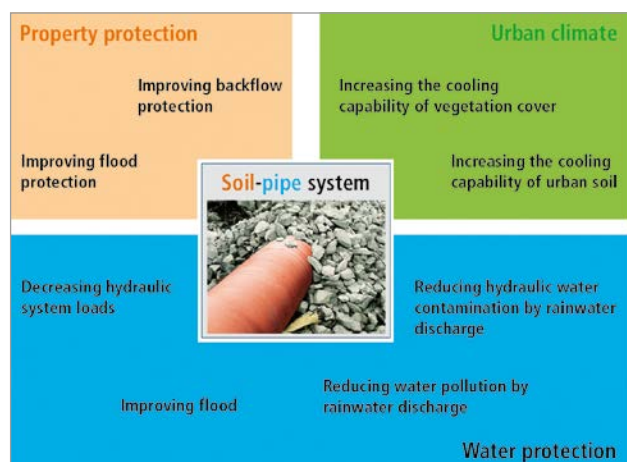 Property protection
Improving backflow
protection
Improving flood
protection
Urban climate
Increasing the cooling
capability of vegetation cover
Increasing the cooling
capability of urban soil
Soil-pipe system
Decreasing hydraulic
system loads
Improving flood
Reducing hydraulic water
contamination by rainwater
discharge
Reducing water pollution by
rainwater discharge
Water protection